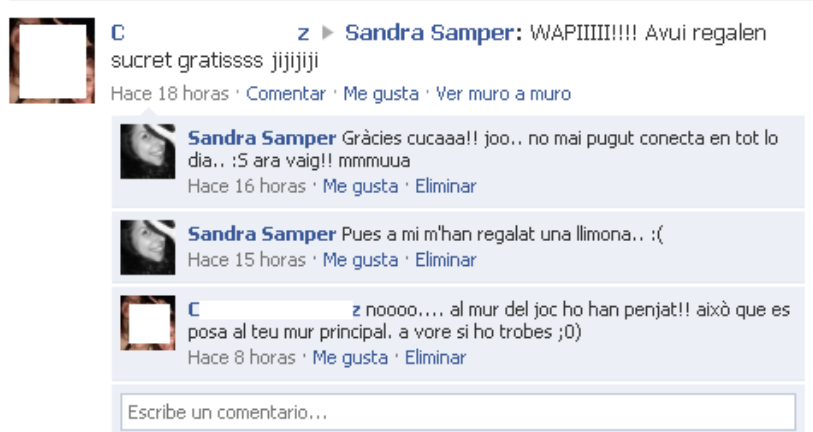 C z ▶ Sandra Samper: WAPIIIII!!!! Avui regalen
sucret gratissss jijijiji
Hace 18 horas · Comentar · Me gusta · Ver muro a muro
Sandra Samper Gràcies cucaaa!! joo.. no mai pugut conecta en tot lo
dia.. :S ara vaig!! mmmuua
Hace 16 horas · Me gusta · Eliminar
Sandra Samper Pues a mi m'han regalat una llimona.. :(
Hace 15 horas · Me gusta · Eliminar
C z noooo.... al mur del joc ho han penjat!! això que es
posa al teu mur principal. a vore si ho trobes ;0)
Hace 8 horas · Me gusta · Eliminar
Escribe un comentario...